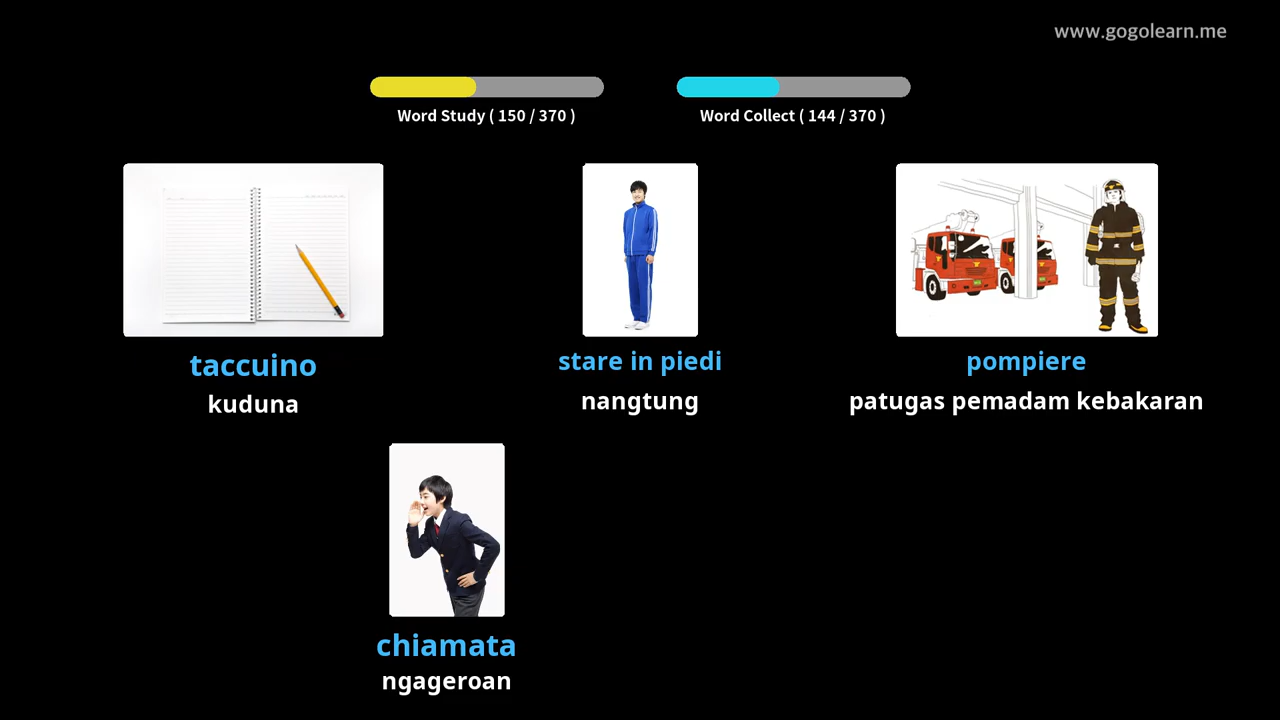 www.gogolearn.me
Word Study ( 150 / 370 )
Word Collect ( 144 / 370 )
taccuino
kuduna
stare in piedi
nangtung
pompiere
patugas pemadam kebakaran
chiamata
ngageroan